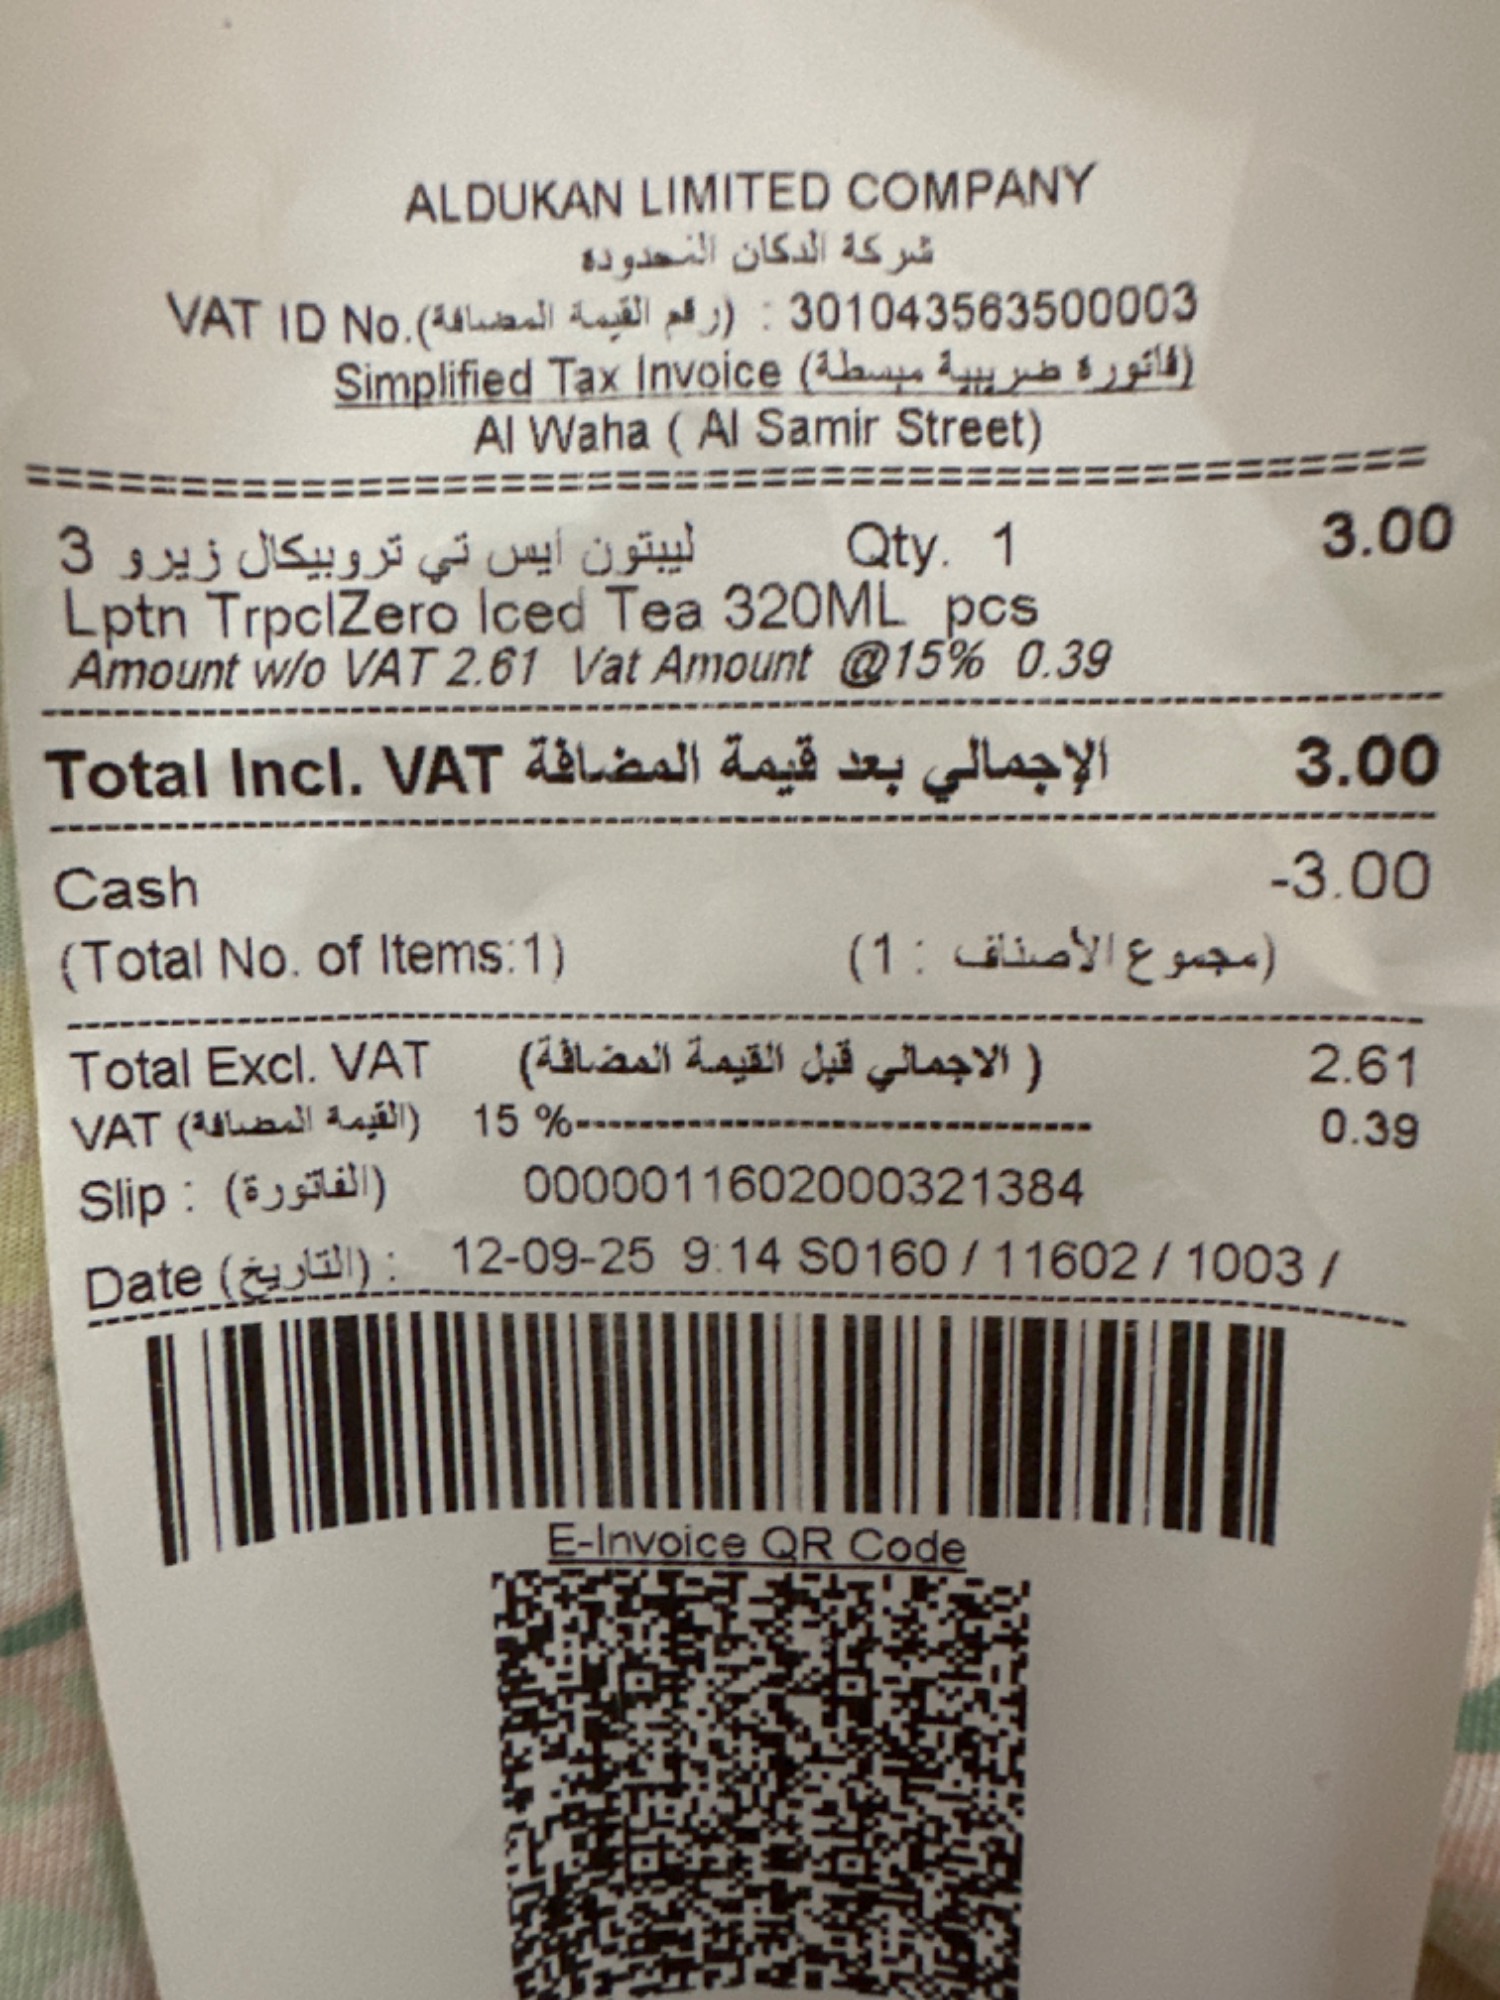 ALDUKAN LIMITED COMPANY
شركة الدكان المحدودة
VAT ID No.(رقم القيمة المضافة) : 301043563500003
Simplified Tax Invoice (فاتورة ضريبية مبسطة)
Al Waha ( Al Samir Street)
ليبتون ايس تي تروبيكال زيرو 3 Qty. 1 3.00
Lptn TrpclZero Iced Tea 320ML pcs
Amount w/o VAT 2.61 Vat Amount @15% 0.39
Total Incl. VAT الإجمالي بعد قيمة المضافة 3.00
Cash -3.00
(Total No. of Items:1) (مجموع الأصناف : 1)
Total Excl. VAT (الاجمالي قبل القيمة المضافة ) 2.61
VAT (القيمة المضافة) 15 %------------------------------------ 0.39
Slip : (الفاتورة) 0000011602000321384
Date (التاريخ) : 12-09-25 9:14 S0160 / 11602 / 1003 /
E-Invoice QR Code